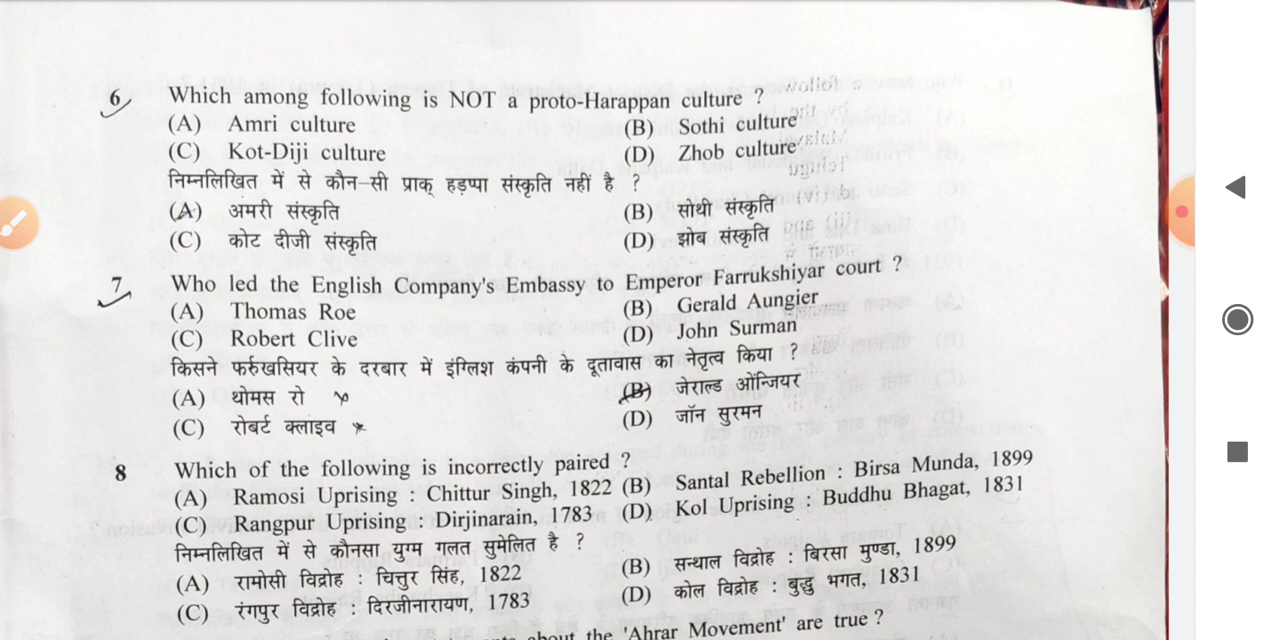 6 Which among following is NOT a proto-Harappan culture ?
(A) Amri culture (B) Sothi culture
(C) Kot-Diji culture (D) Zhob culture
निम्नलिखित में से कौन-सी प्राक् हड़प्पा संस्कृति नहीं है ?
(A) अमरी संस्कृति (B) सोथी संस्कृति
(C) कोट दीजी संस्कृति (D) झोब संस्कृति
7 Who led the English Company's Embassy to Emperor Farrukshiyar court ?
(A) Thomas Roe (B) Gerald Aungier
(C) Robert Clive (D) John Surman
किसने फर्रुखसियर के दरबार में इंग्लिश कंपनी के दूतावास का नेतृत्व किया ?
(A) थोमस रो (B) जेराल्ड ओंन्जियर
(C) रोबर्ट क्लाइव (D) जॉन सुरमन
8 Which of the following is incorrectly paired ?
(A) Ramosi Uprising : Chittur Singh, 1822 (B) Santal Rebellion : Birsa Munda, 1899
(C) Rangpur Uprising : Dirjinarain, 1783 (D) Kol Uprising : Buddhu Bhagat, 1831
निम्नलिखित में से कौनसा युग्म गलत सुमेलित है ?
(A) रामोसी विद्रोह : चित्तुर सिंह, 1822 (B) सन्थाल विद्रोह : बिरसा मुण्डा, 1899
(C) रंगपुर विद्रोह : दिरजीनारायण, 1783 (D) कोल विद्रोह : बुद्धु भगत, 1831
about the 'Ahrar Movement' are true ?